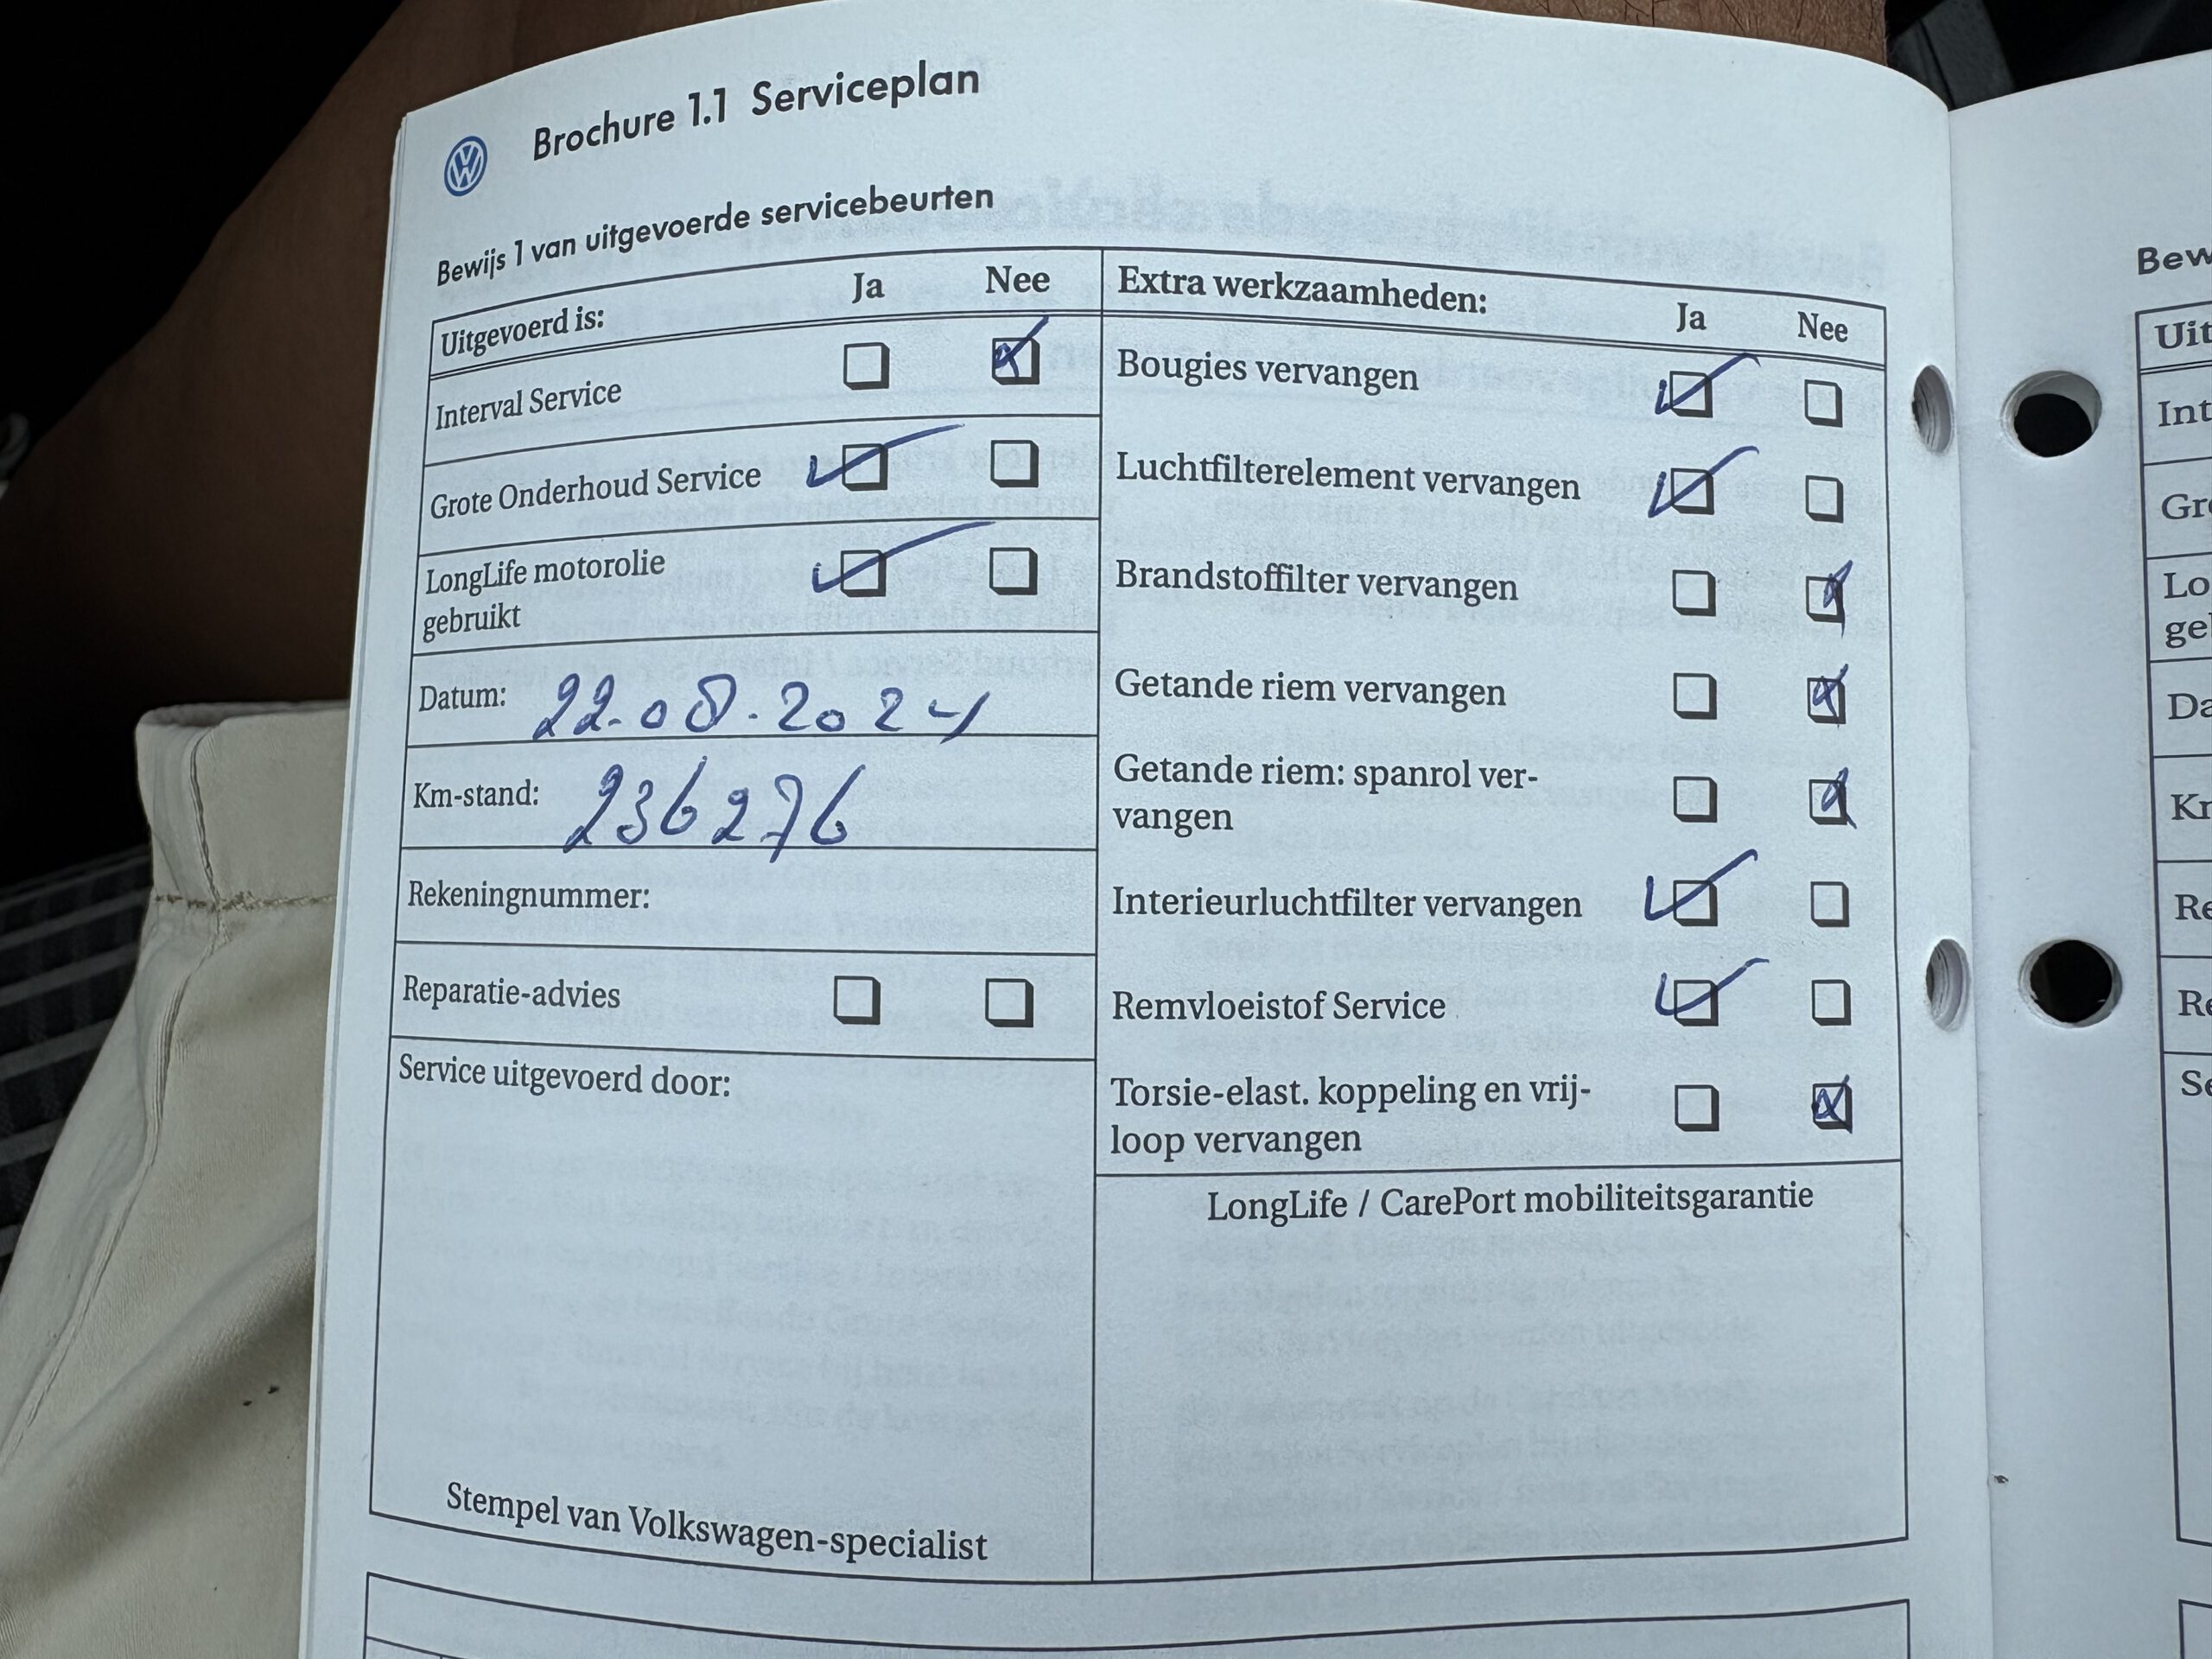 Brochure 1.1 Serviceplan
Bewijs 1 van uitgevoerde servicebeurten
Uitgevoerd is: Ja Nee
Interval Service
Grote Onderhoud Service
LongLife motorolie
gebruikt
Datum: 22.08.2024
Km-stand: 236276
Rekeningnummer:
Reparatie-advies
Service uitgevoerd door:
Stempel van Volkswagen-specialist
Extra werkzaamheden: Ja Nee
Bougies vervangen
Luchtfilterelement vervangen
Brandstoffilter vervangen
Getande riem vervangen
Getande riem: spanrol ver-
vangen
Interieurluchtfilter vervangen
Remvloeistof Service
Torsie-elast. koppeling en vrij-
loop vervangen
LongLife / CarePort mobiliteitsgarantie
Bew
Uit
Int
Gr
Lo
ge
Da
Re
Re
Se